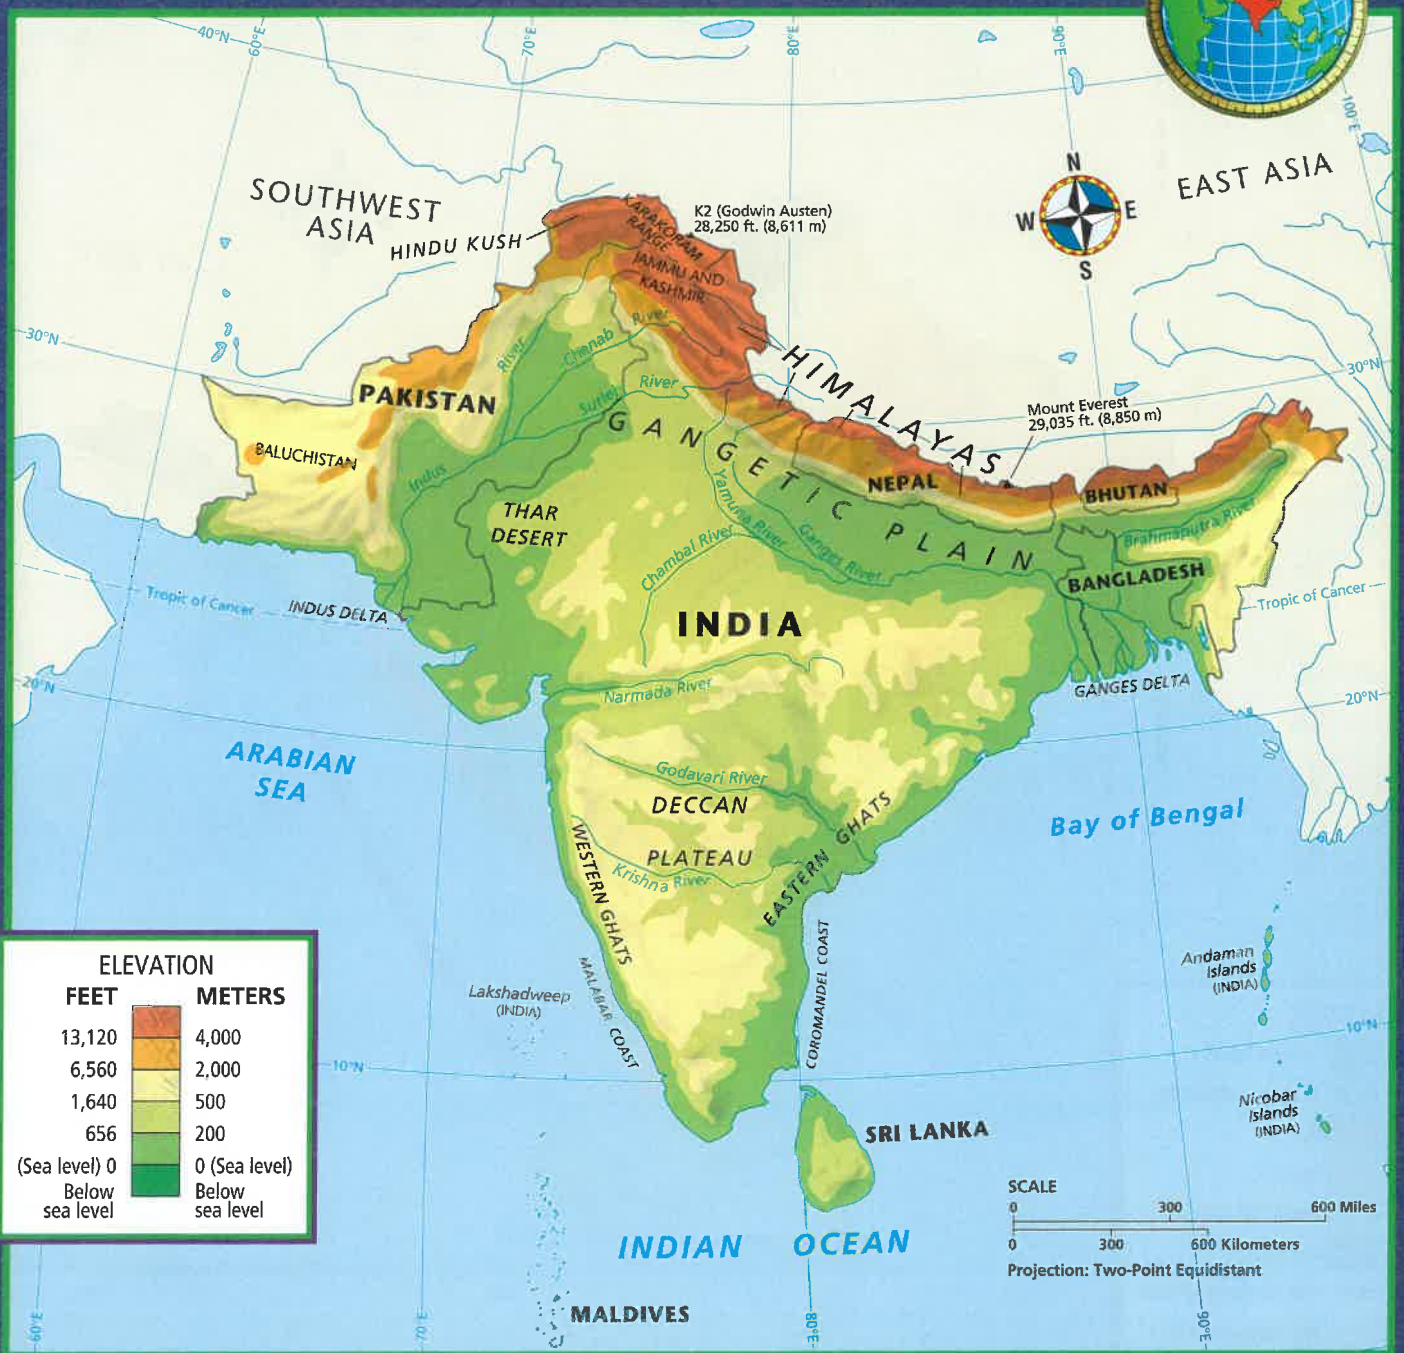 40°N
60°E
70°E
80°E
90°E
100°E
SOUTHWEST
ASIA
EAST ASIA
N
W
E
S
HINDU KUSH
KARAKORAM
RANGE
K2 (Godwin Austen)
28,250 ft. (8,611 m)
JAMMU AND
KASHMIR
30°N
30°N
River
Chenab
River
Sutlej
River
Indus
PAKISTAN
BALUCHISTAN
HIMALAYAS
Mount Everest
29,035 ft. (8,850 m)
GANGETIC PLAIN
NEPAL
BHUTAN
THAR
DESERT
Yamuna River
Chambal River
Ganges River
Brahmaputra River
BANGLADESH
Tropic of Cancer
Tropic of Cancer
INDUS DELTA
INDIA
Narmada River
GANGES DELTA
20°N
20°N
ARABIAN
SEA
Godavari River
DECCAN
PLATEAU
Krishna River
WESTERN GHATS
EASTERN GHATS
Bay of Bengal
MALABAR COAST
COROMANDEL COAST
Lakshadweep
(INDIA)
Andaman
Islands
(INDIA)
10°N
10°N
Nicobar
Islands
(INDIA)
SRI LANKA
INDIAN OCEAN
MALDIVES
60°E
70°E
80°E
90°E
ELEVATION
FEET METERS
13,120 4,000
6,560 2,000
1,640 500
656 200
(Sea level) 0 0 (Sea level)
Below Below
sea level sea level
SCALE
0 300 600 Miles
0 300 600 Kilometers
Projection: Two-Point Equidistant